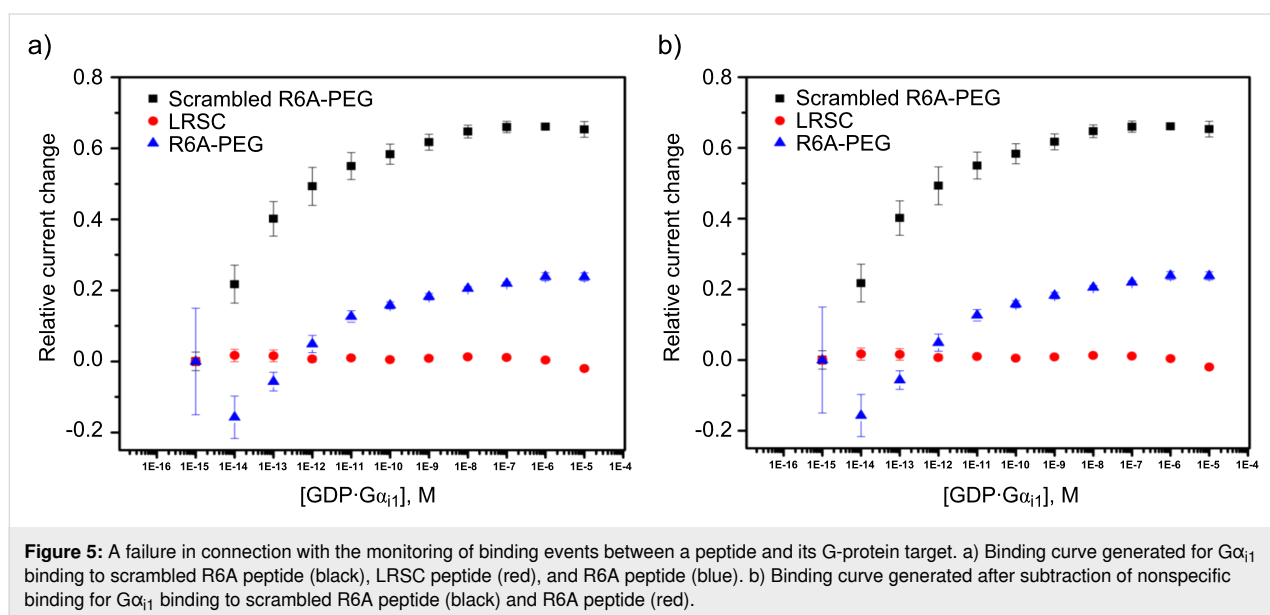 a)
0.8
0.6
0.4
0.2
0.0
-0.2
Relative current change
Scrambled R6A-PEG
LRSC
R6A-PEG
1E-16 1E-15 1E-14 1E-13 1E-12 1E-11 1E-10 1E-9 1E-8 1E-7 1E-6 1E-5 1E-4
[GDP·Gαi1], M
b)
0.8
0.6
0.4
0.2
0.0
-0.2
Relative current change
Scrambled R6A-PEG
LRSC
R6A-PEG
1E-16 1E-15 1E-14 1E-13 1E-12 1E-11 1E-10 1E-9 1E-8 1E-7 1E-6 1E-5 1E-4
[GDP·Gαi1], M
Figure 5: A failure in connection with the monitoring of binding events between a peptide and its G-protein target. a) Binding curve generated for Gαi1
binding to scrambled R6A peptide (black), LRSC peptide (red), and R6A peptide (blue). b) Binding curve generated after subtraction of nonspecific
binding for Gαi1 binding to scrambled R6A peptide (black) and R6A peptide (red).